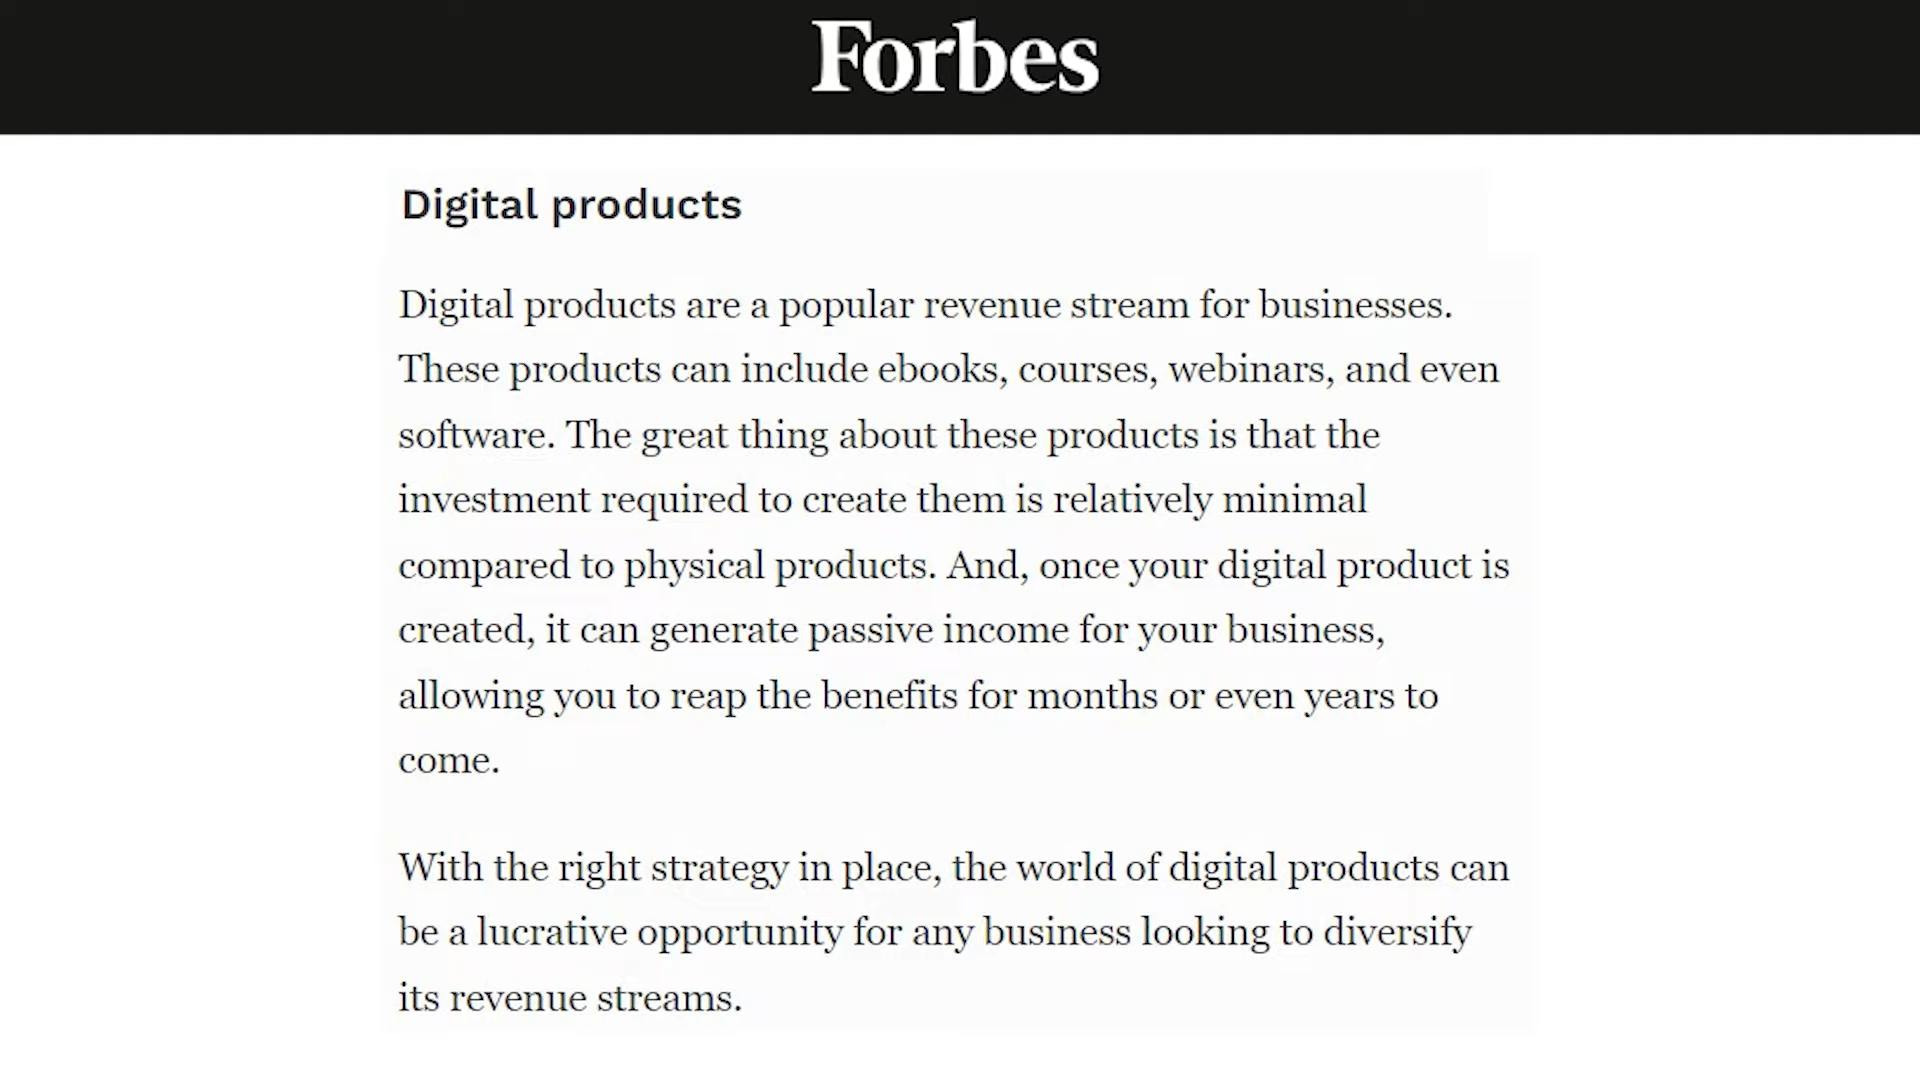 Forbes
Digital products
Digital products are a popular revenue stream for businesses.
These products can include ebooks, courses, webinars, and even
software. The great thing about these products is that the
investment required to create them is relatively minimal
compared to physical products. And, once your digital product is
created, it can generate passive income for your business,
allowing you to reap the benefits for months or even years to
come.
With the right strategy in place, the world of digital products can
be a lucrative opportunity for any business looking to diversify
its revenue streams.